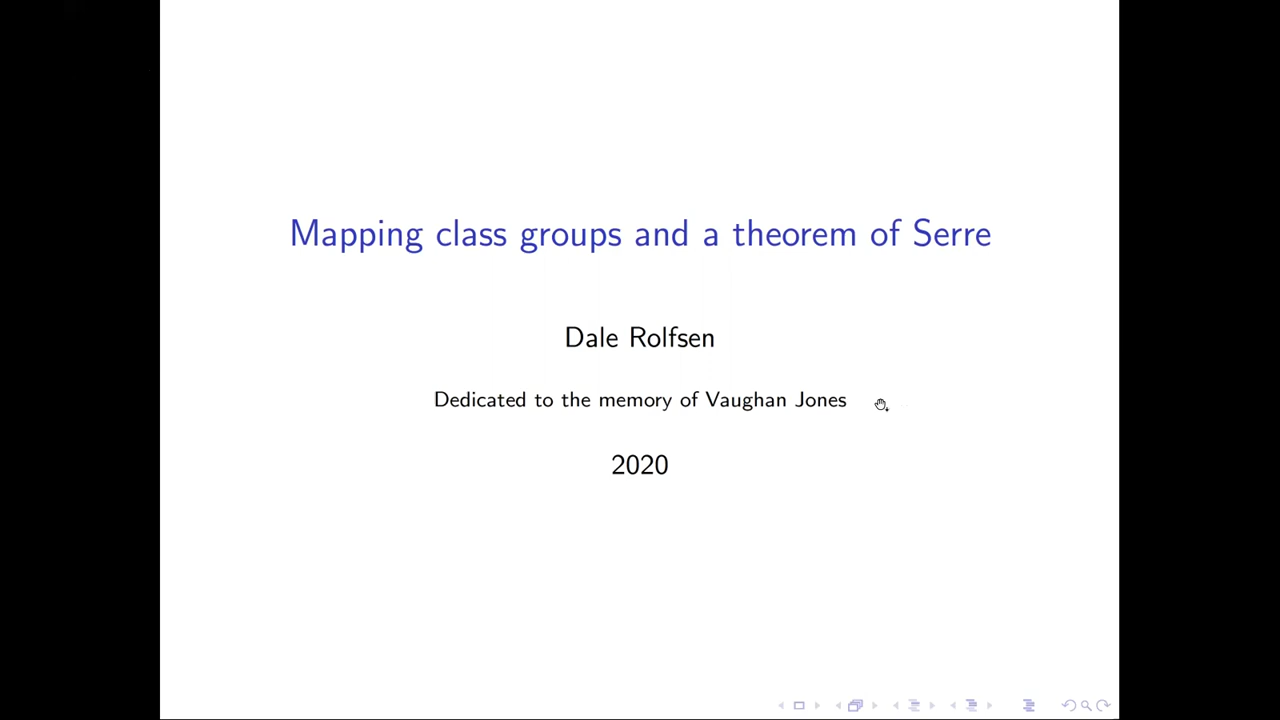 Mapping class groups and a theorem of Serre
Dale Rolfsen
Dedicated to the memory of Vaughan Jones
2020